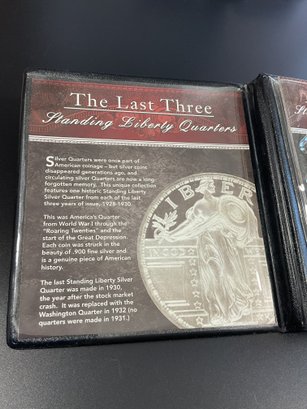 The Last Three
Standing Liberty Quarters
Silver Quarters were once part of
American coinage – but silver coins
disappeared generations ago, and
circulating silver Quarters are now a long-
forgotten memory. This unique collection
features one historic Standing Liberty
Silver Quarter from each of the last
three years of issue, 1928-1930.
This was America's Quarter
from World War I through the
"Roaring Twenties" and the
start of the Great Depression.
Each coin was struck in the
beauty of .900 fine silver and
is a genuine piece of American
history.
The last Standing Liberty Silver
Quarter was made in 1930,
the year after the stock market
crash. It was replaced with the
Washington Quarter in 1932 (no
quarters were made in 1931.)
LIBERTY